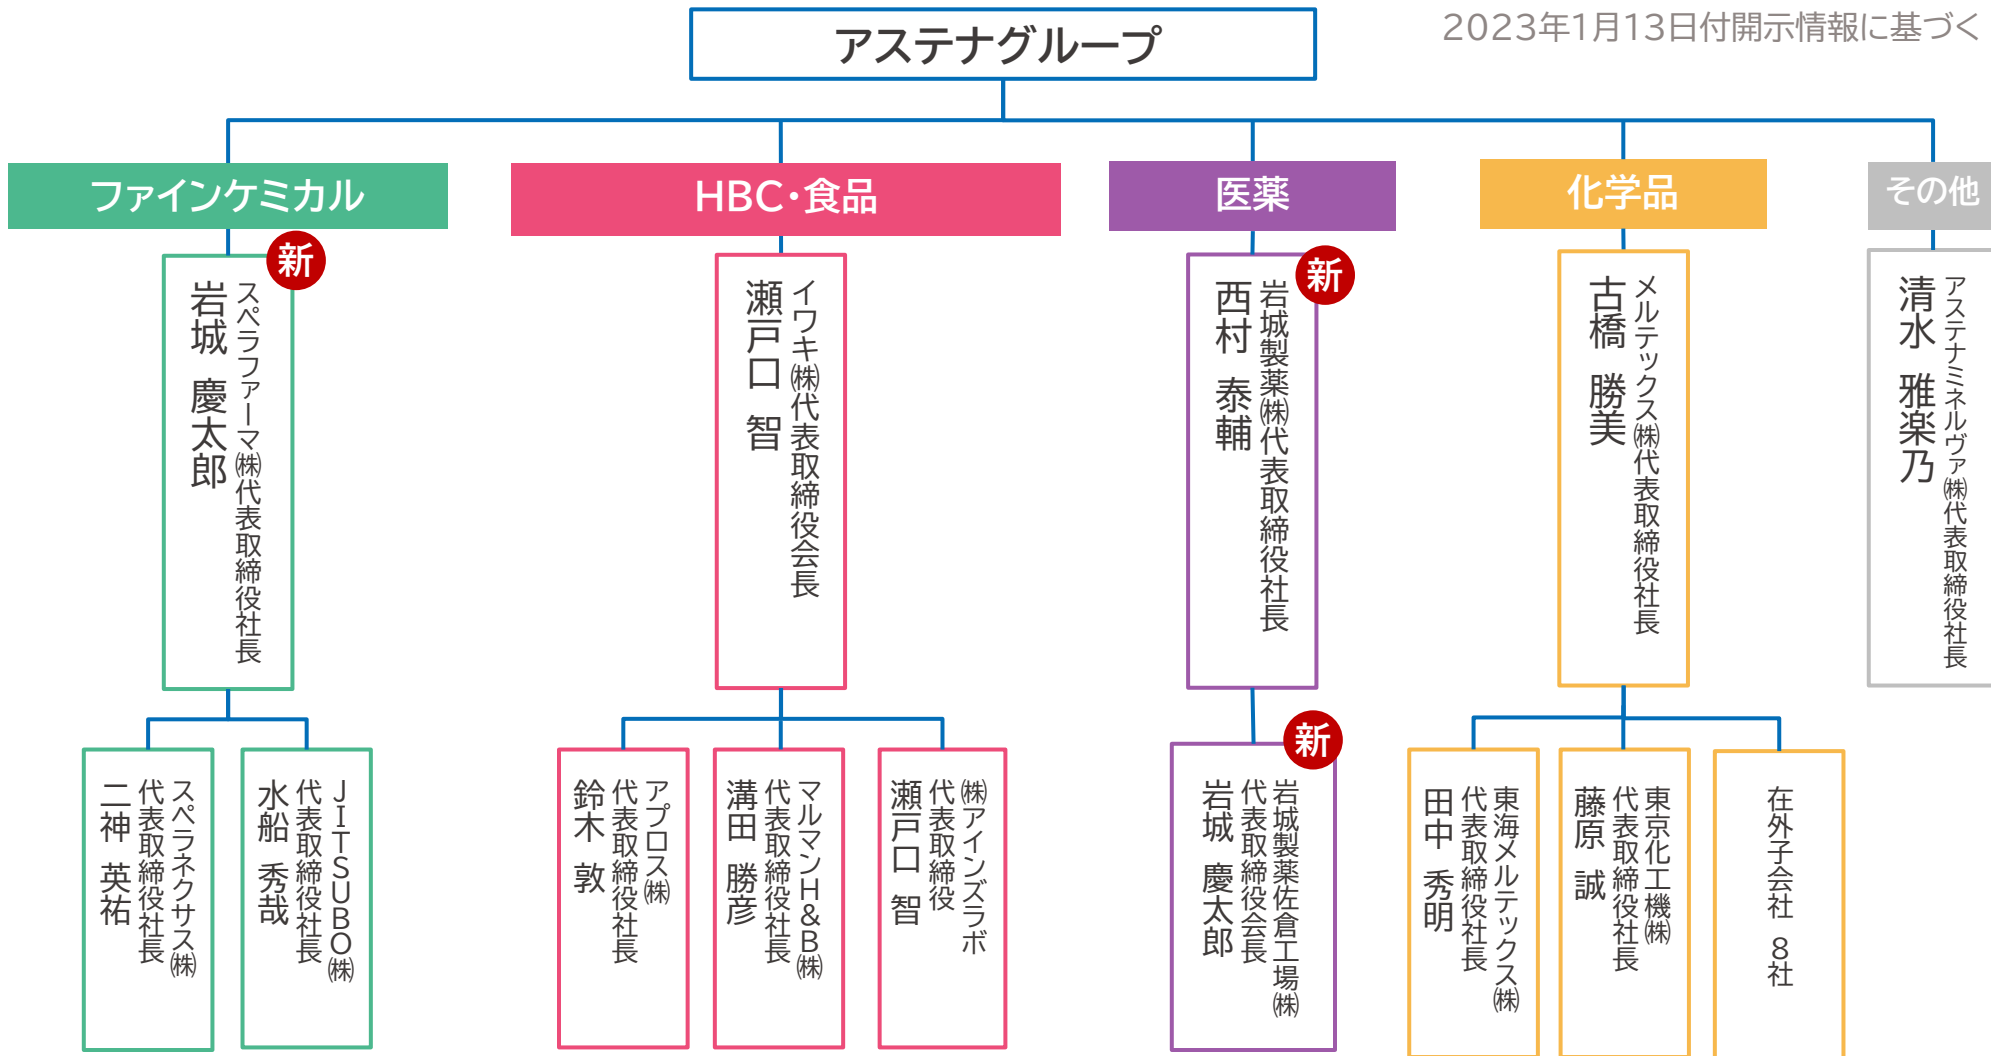 アステナグループ
2023年1月13日付開示情報に基づく
ファインケミカル
HBC・食品
医薬
化学品
その他
新
スペラファーマ㈱代表取締役社長
岩城 慶太郎
イワキ㈱代表取締役会長
瀬戸口 智
新
岩城製薬㈱代表取締役社長
西村 泰輔
メルテックス㈱代表取締役社長
古橋 勝美
アステナミネルヴァ㈱代表取締役社長
清水 雅楽乃
スペラネクサス㈱
代表取締役社長
二神 英祐
JITSUBO㈱
代表取締役社長
水船 秀哉
アプロス㈱
代表取締役社長
鈴木 敦
マルマンH&B㈱
代表取締役社長
溝田 勝彦
㈱アインズラボ
代表取締役
瀬戸口 智
新
岩城製薬佐倉工場㈱
代表取締役会長
岩城 慶太郎
東海メルテックス㈱
代表取締役社長
田中 秀明
東京化工機㈱
代表取締役社長
藤原 誠
在外子会社 8社